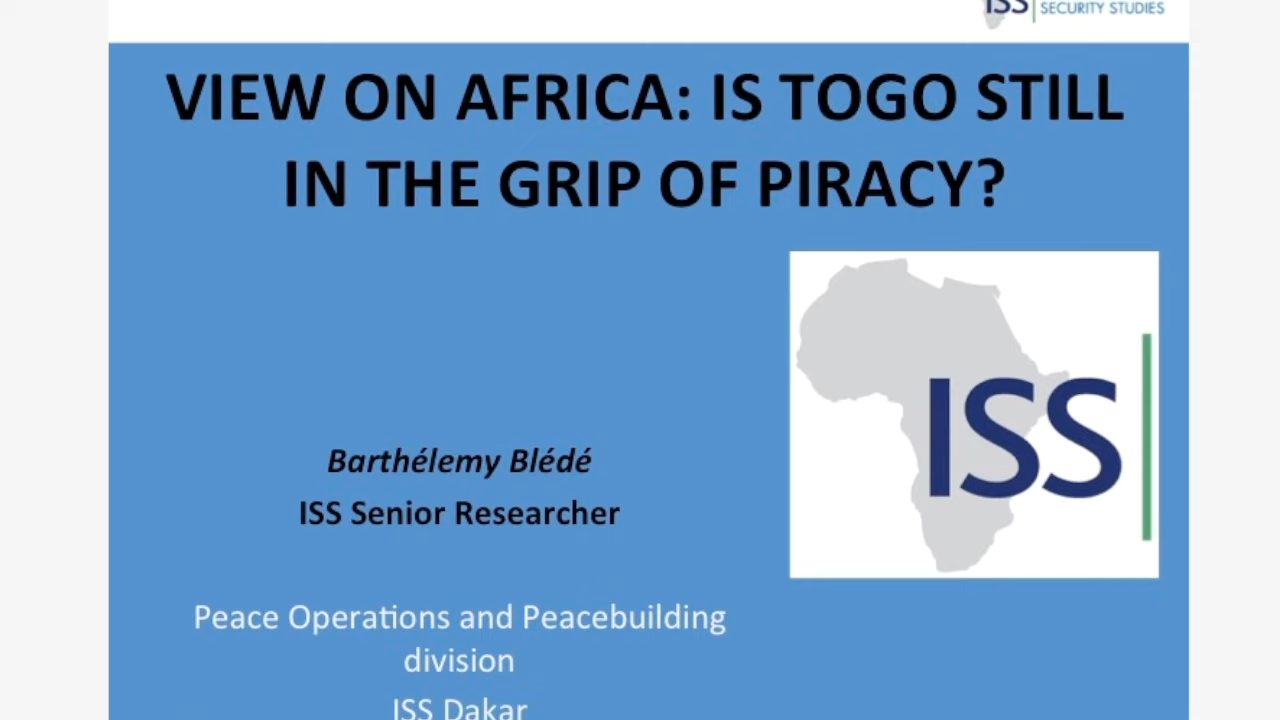 ISS
SECURITY STUDIES
VIEW ON AFRICA: IS TOGO STILL
IN THE GRIP OF PIRACY?
ISS
Barthélemy Blédé
ISS Senior Researcher
Peace Operations and Peacebuilding
division
ISS Dakar